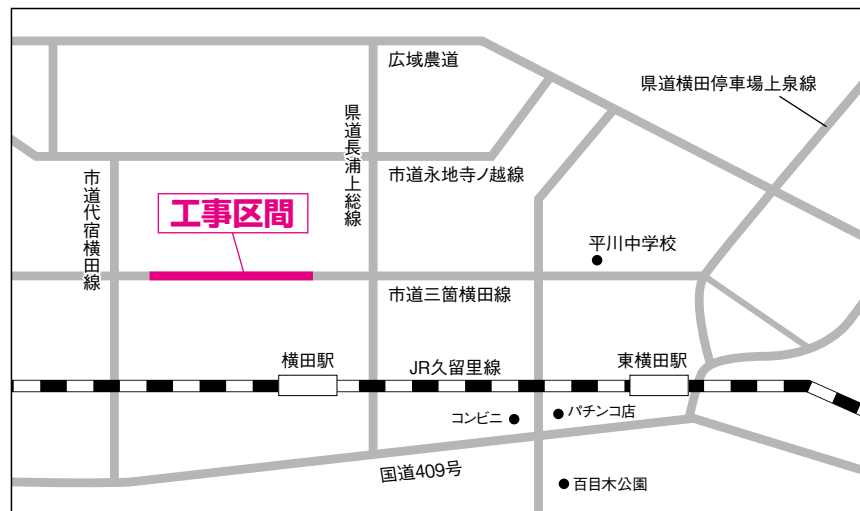 広域農道
県道横田停車場上泉線
県道長浦上総線
市道永地寺ノ越線
市道代宿横田線
工事区間
平川中学校
市道三箇横田線
横田駅
JR久留里線
東横田駅
コンビニ
パチンコ店
国道409号
百目木公園